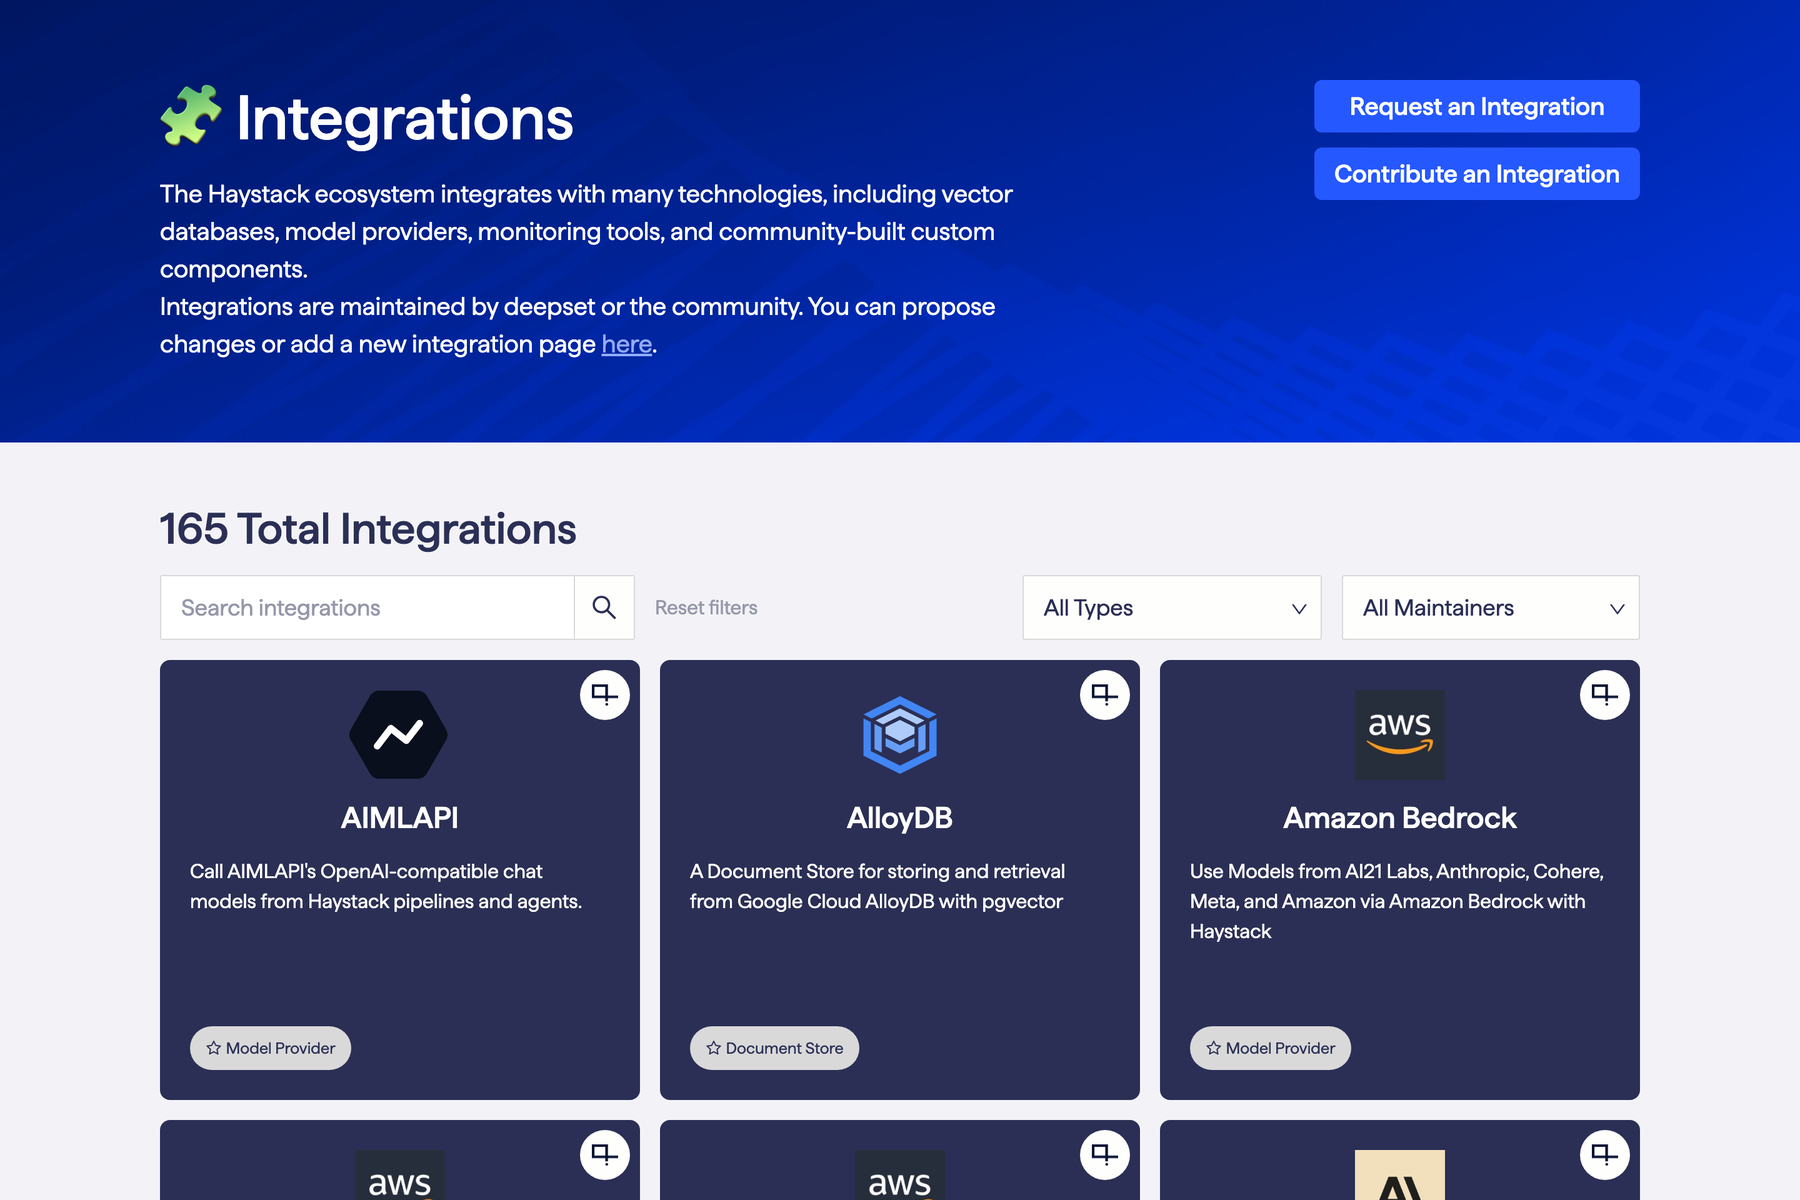 Integrations
The Haystack ecosystem integrates with many technologies, including vector
databases, model providers, monitoring tools, and community-built custom
components.
Integrations are maintained by deepset or the community. You can propose
changes or add a new integration page here.
Request an Integration
Contribute an Integration
165 Total Integrations
Search integrations
Reset filters
All Types
All Maintainers
AIMLAPI
Call AIMLAPI's OpenAI-compatible chat
models from Haystack pipelines and agents.
Model Provider
AlloyDB
A Document Store for storing and retrieval
from Google Cloud AlloyDB with pgvector
Document Store
aws
Amazon Bedrock
Use Models from AI21 Labs, Anthropic, Cohere,
Meta, and Amazon via Amazon Bedrock with
Haystack
Model Provider
aws
aws